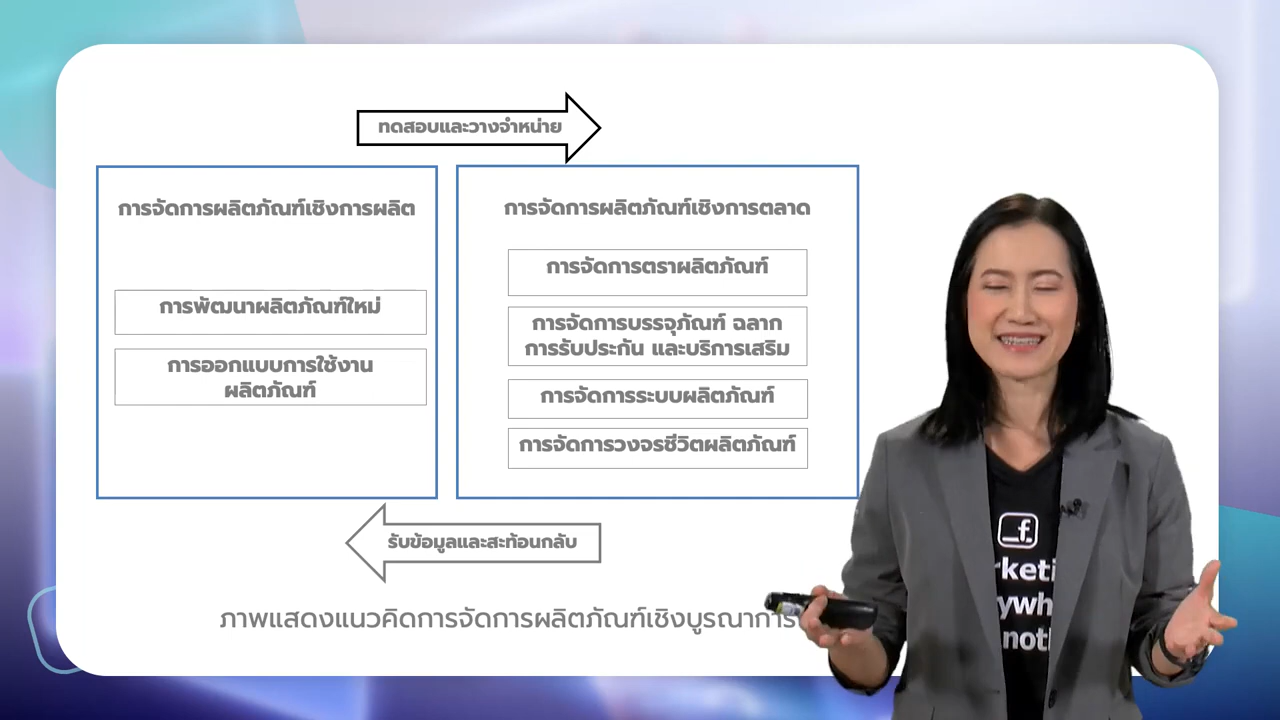 ทดสอบและวางจำหน่าย
การจัดการผลิตภัณฑ์เชิงการผลิต
การพัฒนาผลิตภัณฑ์ใหม่
การออกแบบการใช้งาน
ผลิตภัณฑ์
การจัดการผลิตภัณฑ์เชิงการตลาด
การจัดการตราผลิตภัณฑ์
การจัดการบรรจุภัณฑ์ ฉลาก
การรับประกัน และบริการเสริม
การจัดการระบบผลิตภัณฑ์
การจัดการวงจรชีวิตผลิตภัณฑ์
รับข้อมูลและสะท้อนกลับ
ภาพแสดงแนวคิดการจัดการผลิตภัณฑ์เชิงบูรณาการ
f